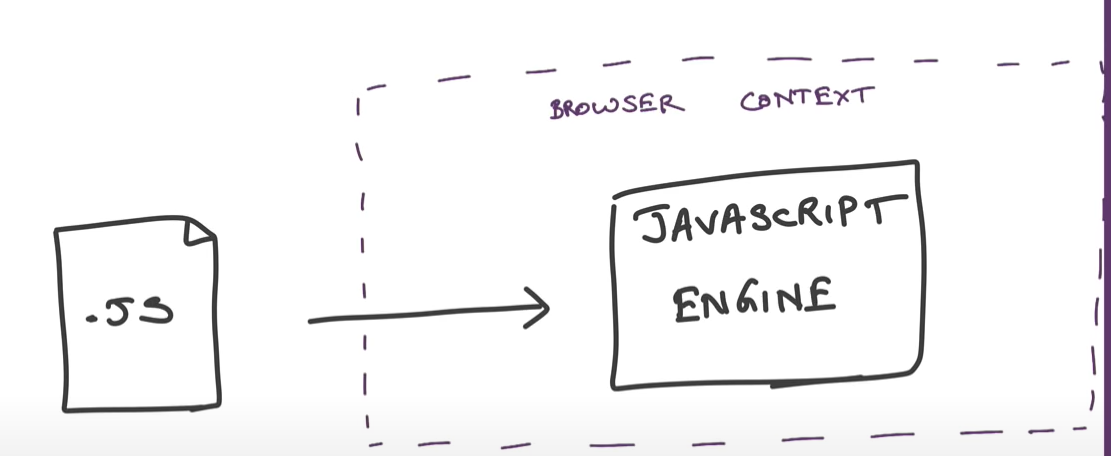 BROWSER CONTEXT
JAVASCRIPT
ENGINE
.JS